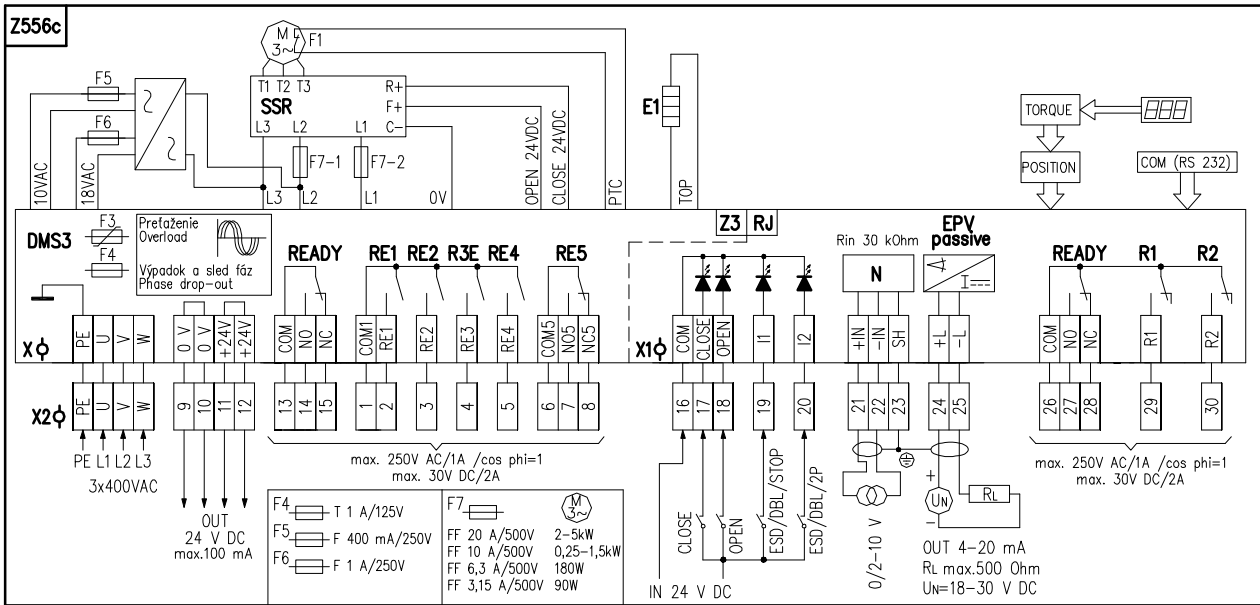 Z556c
M
3~
F1
F5
F6
T1 T2 T3
R+
SSR
F+
C-
L3 L2 L1
F7-1
F7-2
E1
TORQUE
POSITION
COM (RS 232)
10VAC
18VAC
L3
L2
L1
0V
OPEN 24VDC
CLOSE 24VDC
PTC
TOP
DMS3
F3
F4
Preťaženie
Overload
Výpadok a sled fáz
Phase drop-out
READY
RE1 RE2 R3E RE4
RE5
Z3 RJ
Rin 30 kOhm
N
EPV
passive
READY
R1
R2
X
PE U V W
0 V 0 V +24V +24V
COM NO NC
COM1 RE1 RE2 RE3 RE4
COM5 NO5 NC5
X1
COM CLOSE OPEN I1 I2
+IN -IN SH
+L -L
COM NO NC R1 R2
X2
PE U V W
9 10 11 12
13 14 15
1 2 3 4 5
6 7 8
16 17 18 19 20
21 22 23
24 25
26 27 28 29 30
PE L1 L2 L3
3x400VAC
OUT
24 V DC
max.100 mA
max. 250V AC/1A /cos phi=1
max. 30V DC/2A
F4 T 1 A/125V
F5 F 400 mA/250V
F6 F 1 A/250V
F7
M
3~
FF 20 A/500V 2-5kW
FF 10 A/500V 0,25-1,5kW
FF 6,3 A/500V 180W
FF 3,15 A/500V 90W
CLOSE
OPEN
ESD/DBL/STOP
ESD/DBL/2P
IN 24 V DC
0/2-10 V
+
UN
-
RL
OUT 4-20 mA
RL max.500 Ohm
UN=18-30 V DC
max. 250V AC/1A /cos phi=1
max. 30V DC/2A